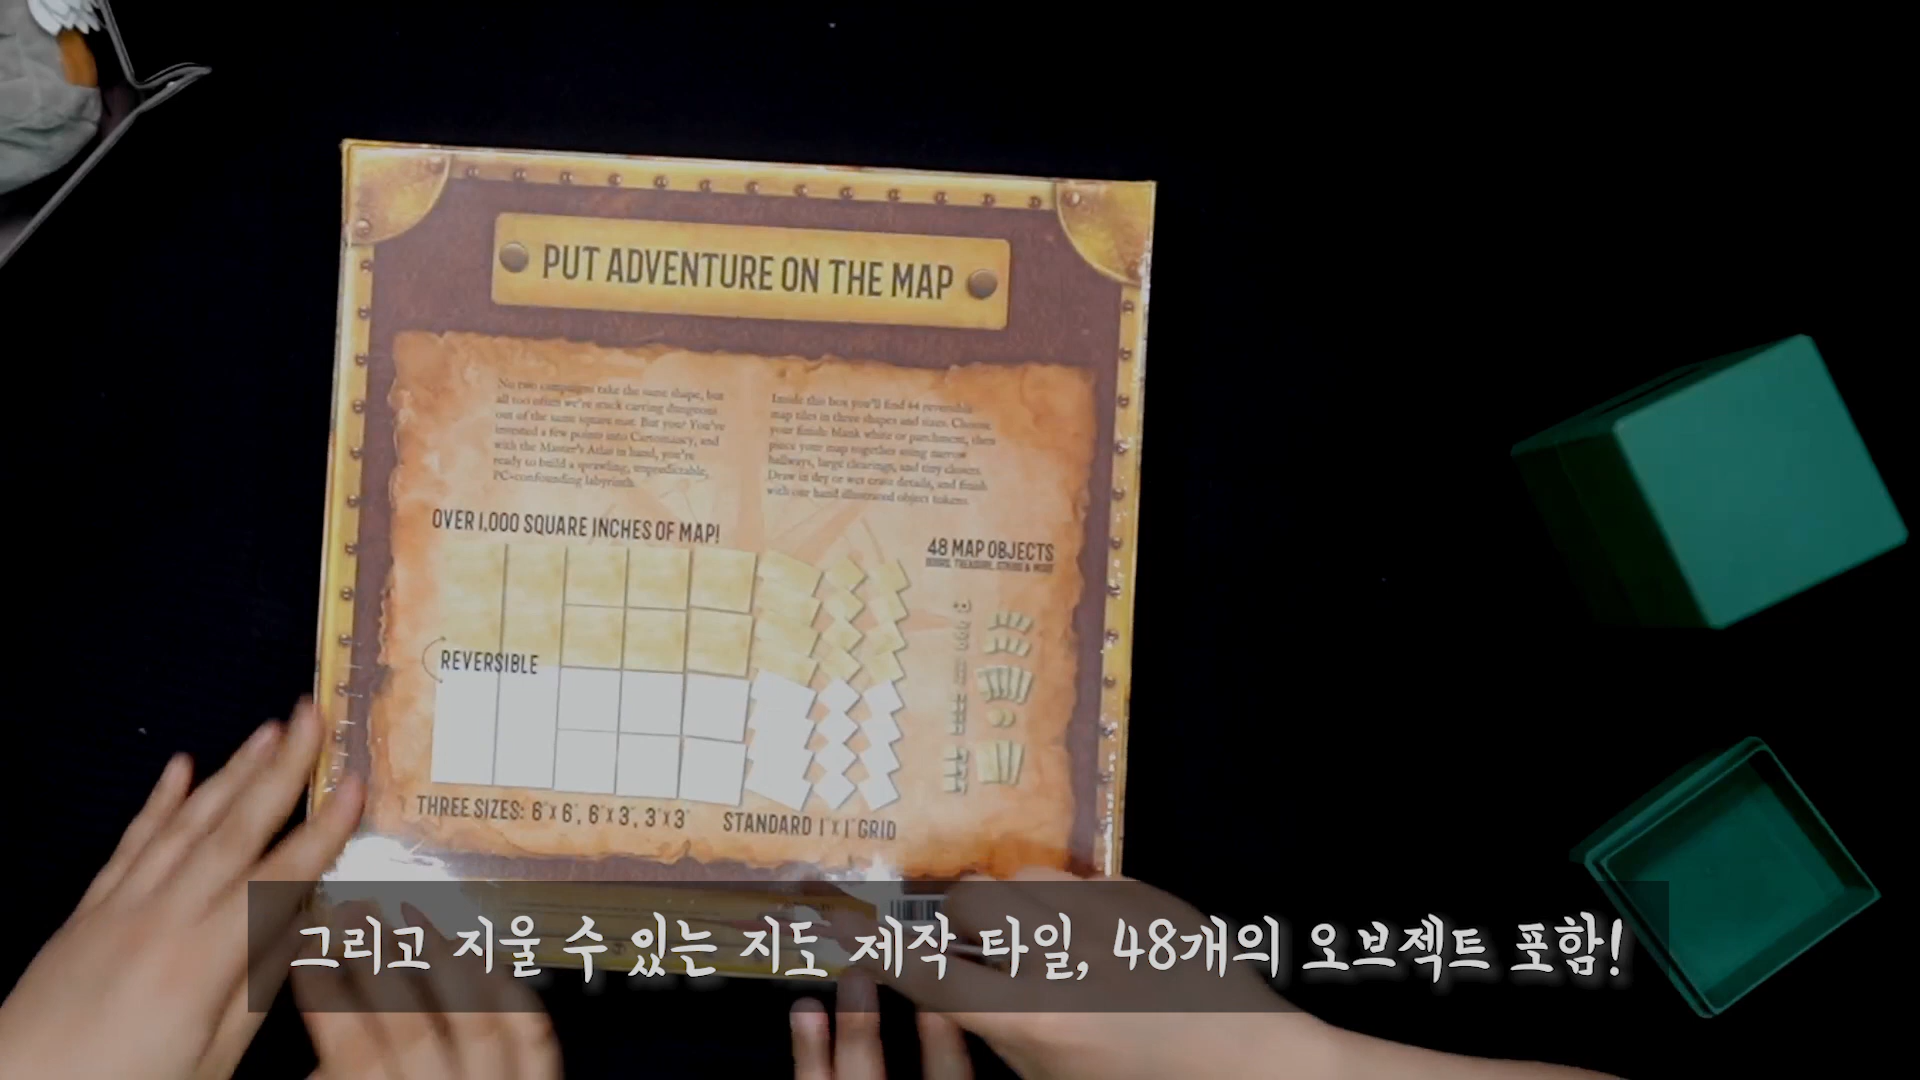 PUT ADVENTURE ON THE MAP
No two campaigns take the same shape, but
all too often we're stuck carving dungeons
out of the same square mat. But you? You've
invested a few points into Cartomancy, and
with the Master's Atlas in hand, you're
ready to build a sprawling, unpredictable,
PC-confounding labyrinth.
Inside this box you'll find 44 reversible
map tiles in three shapes and sizes. Choose
your finish: blank white or parchment, then
piece your map together using narrow
hallways, large clearings, and tiny closets.
Draw in dry or wet erase details, and finish
with our hand illustrated object tokens.
OVER 1,000 SQUARE INCHES OF MAP!
48 MAP OBJECTS
DOORS, TREASURE, & MORE
REVERSIBLE
THREE SIZES: 6"X 6", 6"X 3", 3"X 3"
STANDARD 1"X 1" GRID
그리고 지울 수 있는 지도 제작 타일, 48개의 오브젝트 포함!